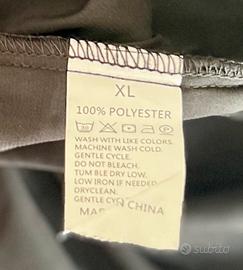 XL
100% POLYESTER
WASH WITH LIKE COLORS.
MACHINE WASH COLD.
GENTLE CYCLE.
DO NOT BLEACH.
TUMBLE DRY LOW.
LOW IRON IF NEEDED
DRYCLEAN.
MADE IN CHINA
subito